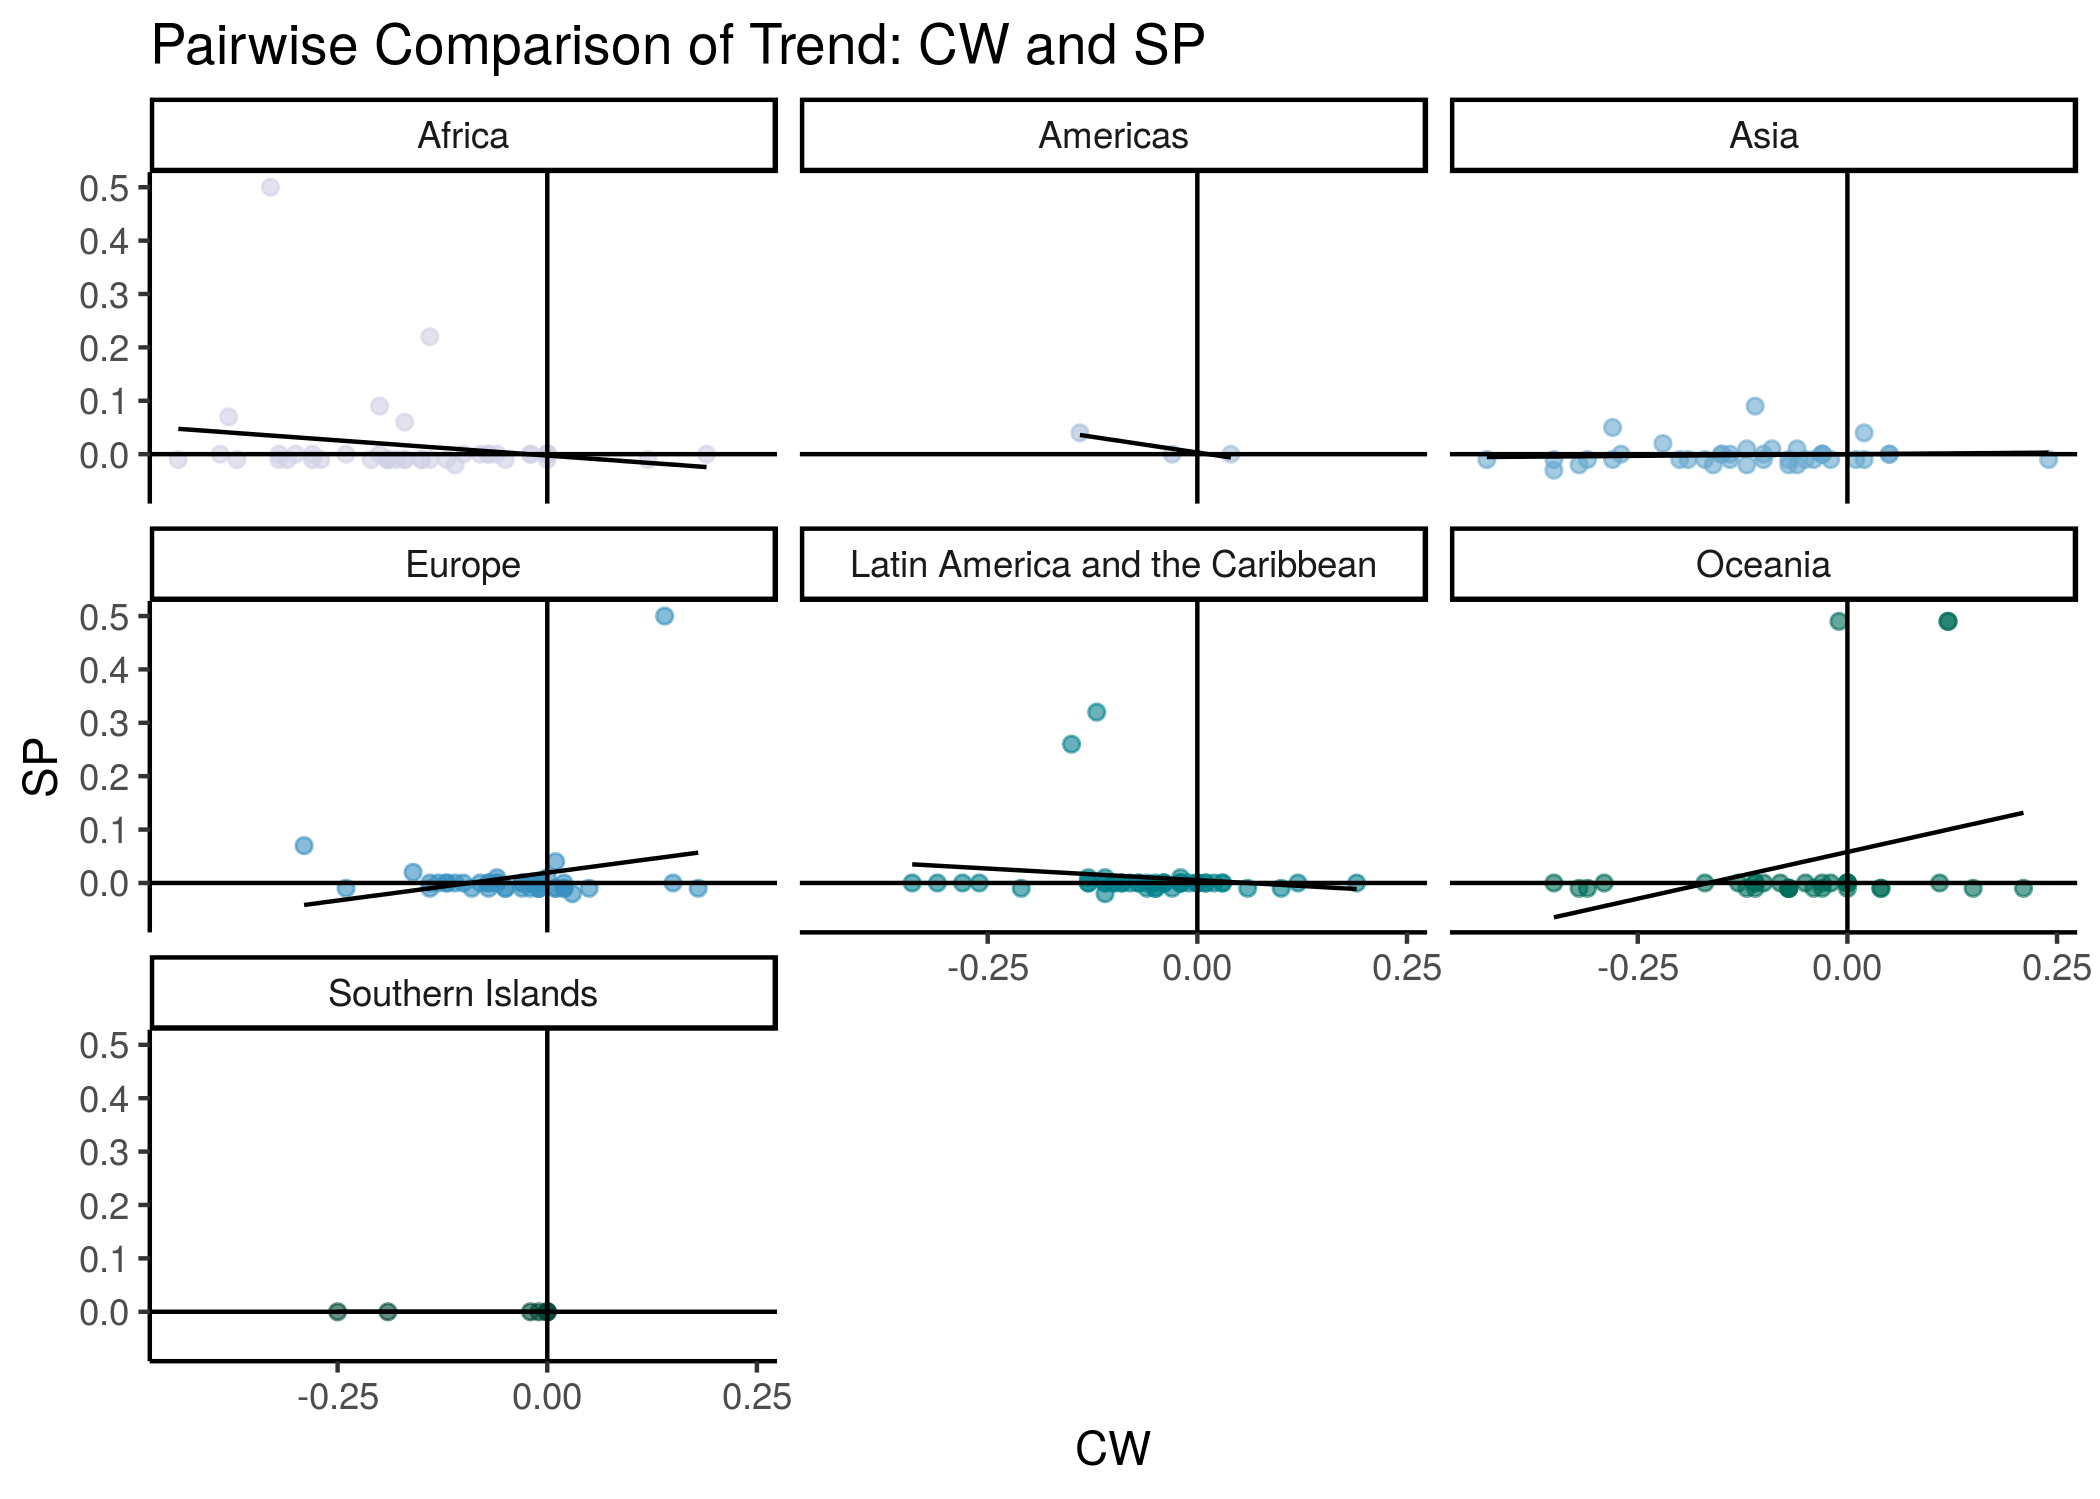 Pairwise Comparison of Trend: CW and SP
Africa
Americas
Asia
0.5
0.4
0.3
0.2
0.1
0.0
Europe
Latin America and the Caribbean
Oceania
0.5
0.4
0.3
0.2
0.1
0.0
SP
-0.25 0.00 0.25
-0.25 0.00 0.25
Southern Islands
0.5
0.4
0.3
0.2
0.1
0.0
-0.25 0.00 0.25
CW